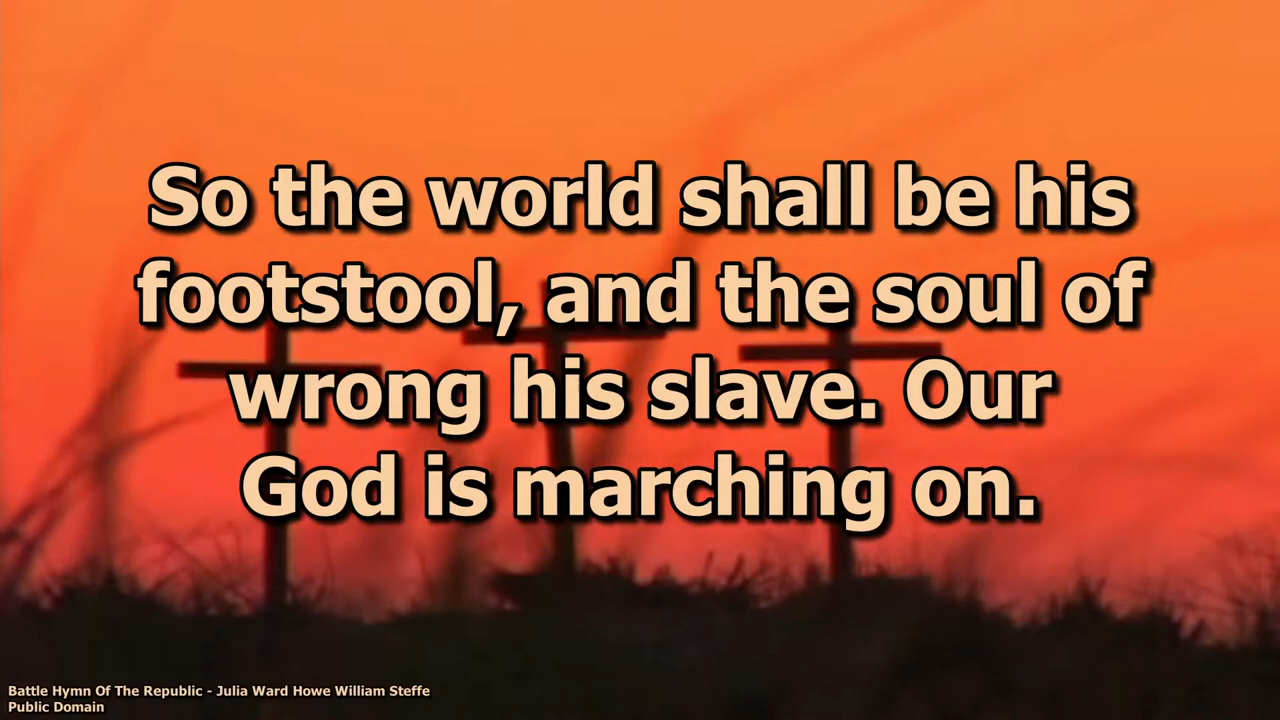 So the world shall be his
footstool, and the soul of
wrong his slave. Our
God is marching on.
Battle Hymn Of The Republic - Julia Ward Howe William Steffe
Public Domain